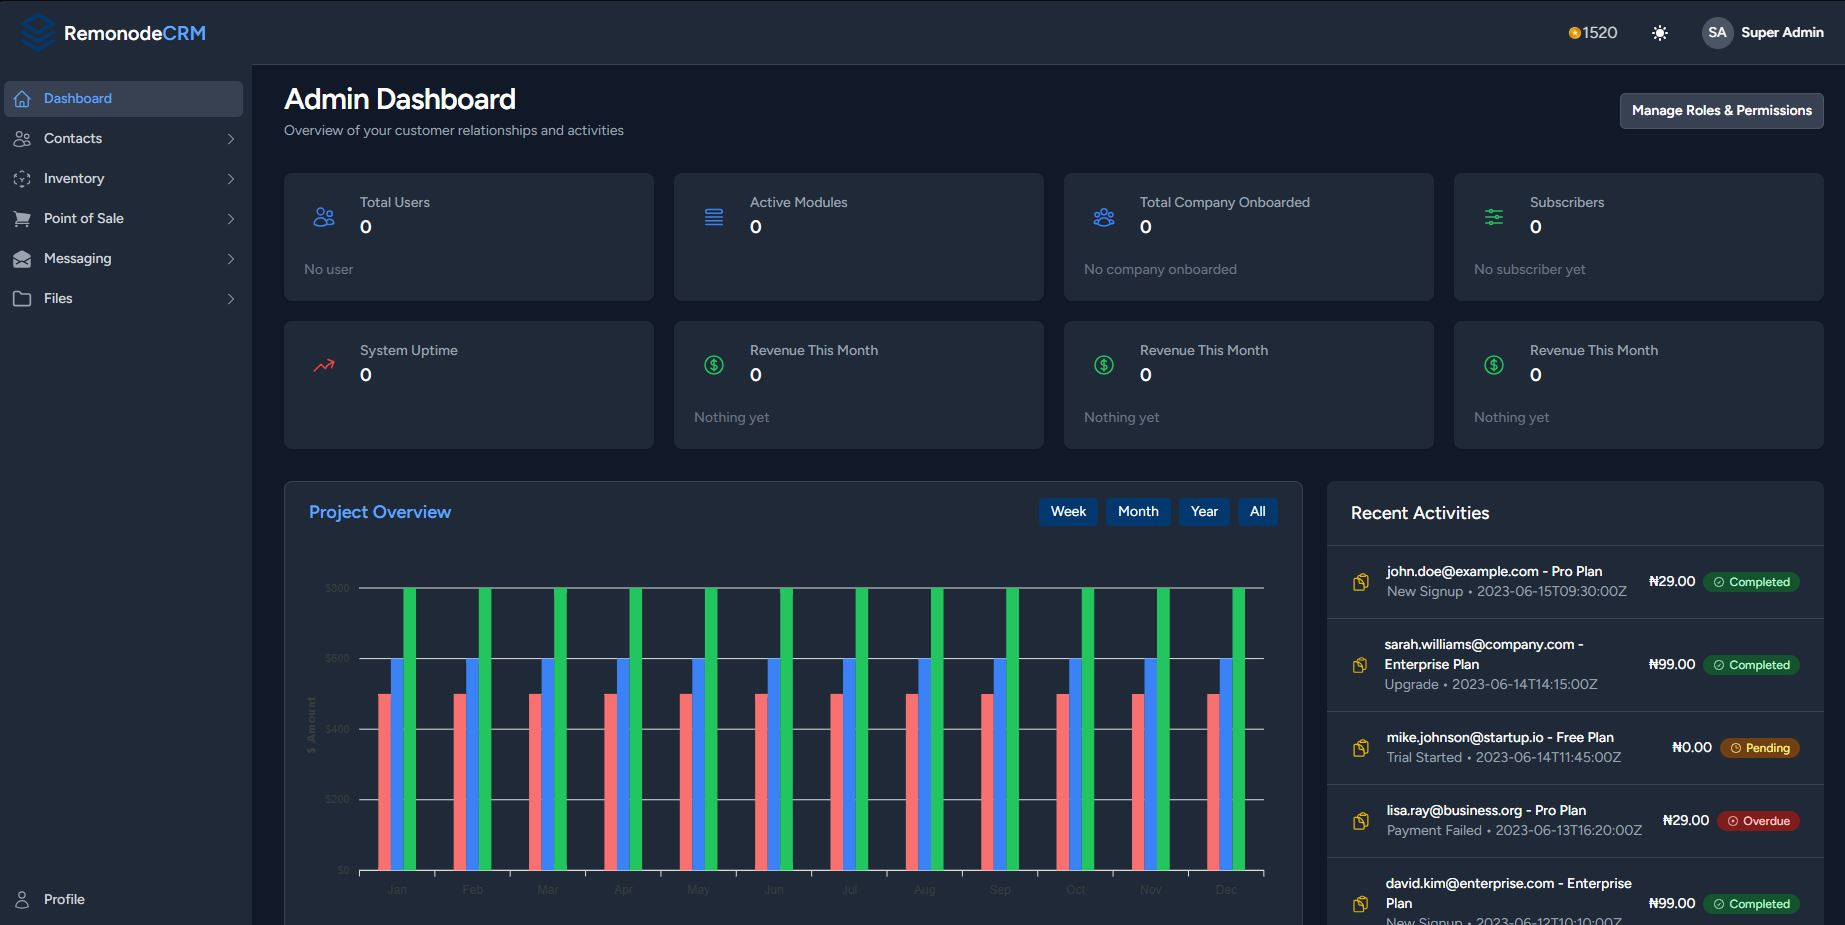 RemonodeCRM
1520
SA
Super Admin
Dashboard
Contacts
Inventory
Point of Sale
Messaging
Files
Profile
Admin Dashboard
Overview of your customer relationships and activities
Manage Roles & Permissions
Total Users
0
No user
Active Modules
0
Total Company Onboarded
0
No company onboarded
Subscribers
0
No subscriber yet
System Uptime
0
Revenue This Month
0
Nothing yet
Revenue This Month
0
Nothing yet
Revenue This Month
0
Nothing yet
Project Overview
Week
Month
Year
All
$ Amount
$800
$600
$400
$200
$0
Jan
Feb
Mar
Apr
May
Jun
Jul
Aug
Sep
Oct
Nov
Dec
Recent Activities
john.doe@example.com - Pro Plan
New Signup • 2023-06-15T09:30:00Z
₦29.00
Completed
sarah.williams@company.com -
Enterprise Plan
Upgrade • 2023-06-14T14:15:00Z
₦99.00
Completed
mike.johnson@startup.io - Free Plan
Trial Started • 2023-06-14T11:45:00Z
₦0.00
Pending
lisa.ray@business.org - Pro Plan
Payment Failed • 2023-06-13T16:20:00Z
₦29.00
Overdue
david.kim@enterprise.com - Enterprise
Plan
New Signup • 2023-06-12T10:10:00Z
₦99.00
Completed